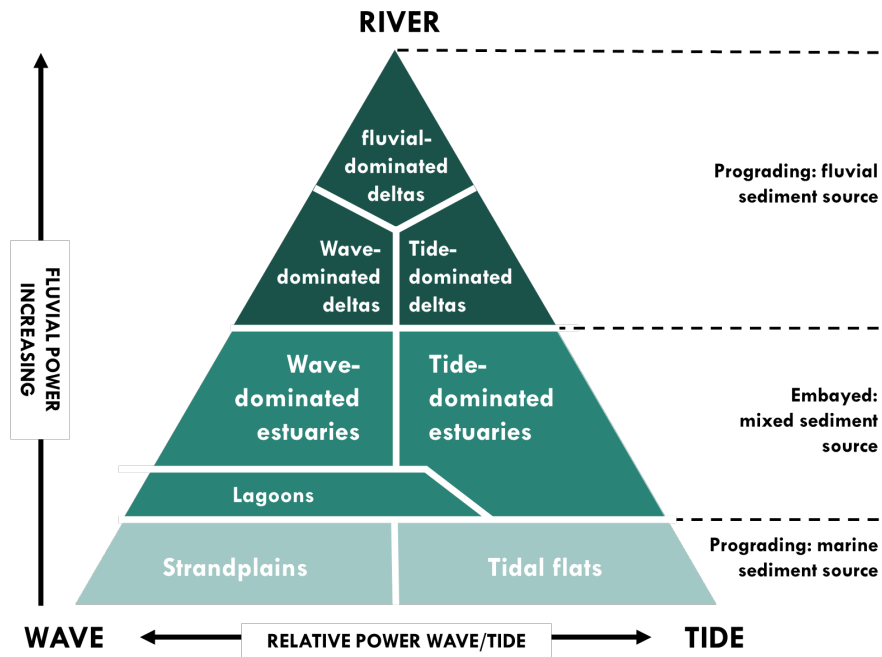 RIVER
fluvial-
dominated
deltas
Prograding: fluvial
sediment source
Wave-
dominated
deltas
Tide-
dominated
deltas
FLUVIAL POWER
INCREASING
Wave-
dominated
estuaries
Tide-
dominated
estuaries
Embayed:
mixed sediment
source
Lagoons
Prograding: marine
sediment source
Strandplains
Tidal flats
WAVE
RELATIVE POWER WAVE/TIDE
TIDE